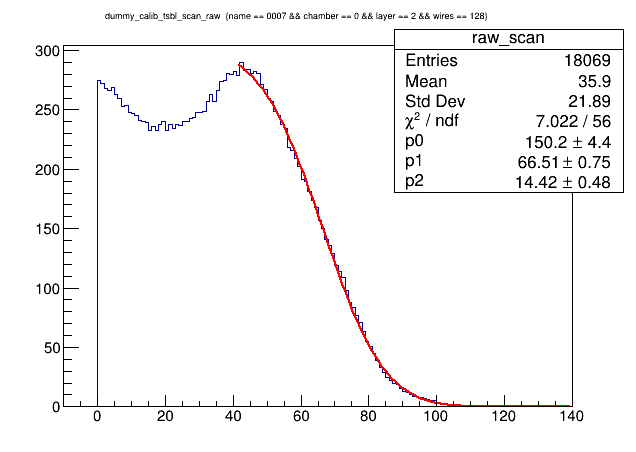 dummy_calib_tsbl_scan_raw (name == 0007 && chamber == 0 && layer == 2 && wires == 128)
raw_scan
Entries 18069
Mean 35.9
Std Dev 21.89
χ² / ndf 7.022 / 56
p0 150.2 ± 4.4
p1 66.51 ± 0.75
p2 14.42 ± 0.48
300
250
200
150
100
50
0
0 20 40 60 80 100 120 140